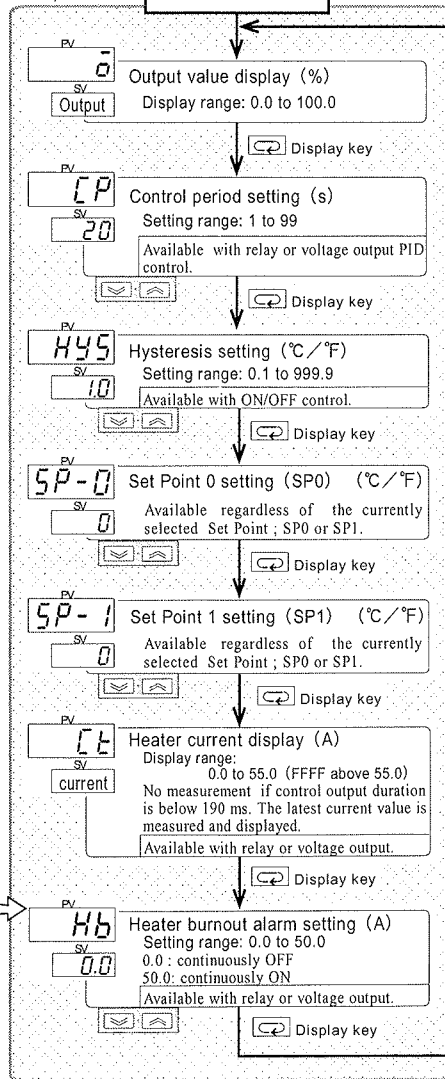 PV
ō
SV
Output
Output value display (%)
Display range: 0.0 to 100.0
Display key
PV
CP
SV
20
Control period setting (s)
Setting range: 1 to 99
Available with relay or voltage output PID
control.
Display key
PV
HYS
SV
1.0
Hysteresis setting (℃/℉)
Setting range: 0.1 to 999.9
Available with ON/OFF control.
Display key
PV
SP-0
SV
0
Set Point 0 setting (SP0) (℃/℉)
Available regardless of the currently
selected Set Point ; SP0 or SP1.
Display key
PV
SP-1
SV
0
Set Point 1 setting (SP1) (℃/℉)
Available regardless of the currently
selected Set Point ; SP0 or SP1.
Display key
PV
Ct
SV
current
Heater current display (A)
Display range:
0.0 to 55.0 (FFFF above 55.0)
No measurement if control output duration
is below 190 ms. The latest current value is
measured and displayed.
Available with relay or voltage output.
Display key
PV
Hb
SV
0.0
Heater burnout alarm setting (A)
Setting range: 0.0 to 50.0
0.0 : continuously OFF
50.0: continuously ON
Available with relay or voltage output.
Display key